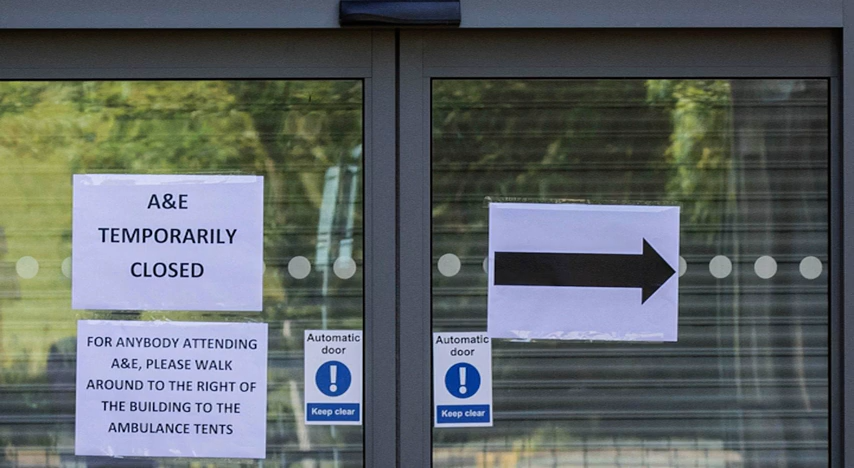 A&E
TEMPORARILY
CLOSED
FOR ANYBODY ATTENDING
A&E, PLEASE WALK
AROUND TO THE RIGHT OF
THE BUILDING TO THE
AMBULANCE TENTS
Automatic
door
Keep clear
Automatic
door
Keep clear